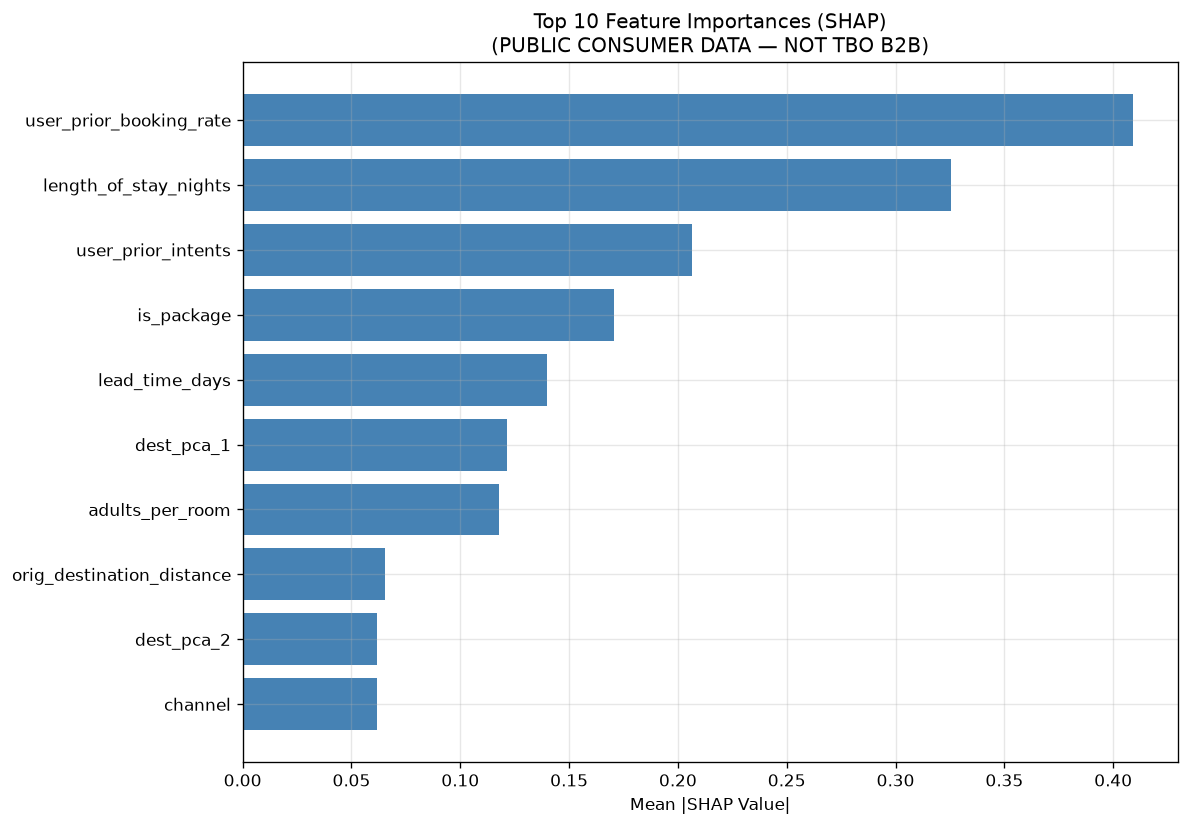 Top 10 Feature Importances (SHAP)
(PUBLIC CONSUMER DATA — NOT TBO B2B)
user_prior_booking_rate
length_of_stay_nights
user_prior_intents
is_package
lead_time_days
dest_pca_1
adults_per_room
orig_destination_distance
dest_pca_2
channel
0.00 0.05 0.10 0.15 0.20 0.25 0.30 0.35 0.40
Mean |SHAP Value|